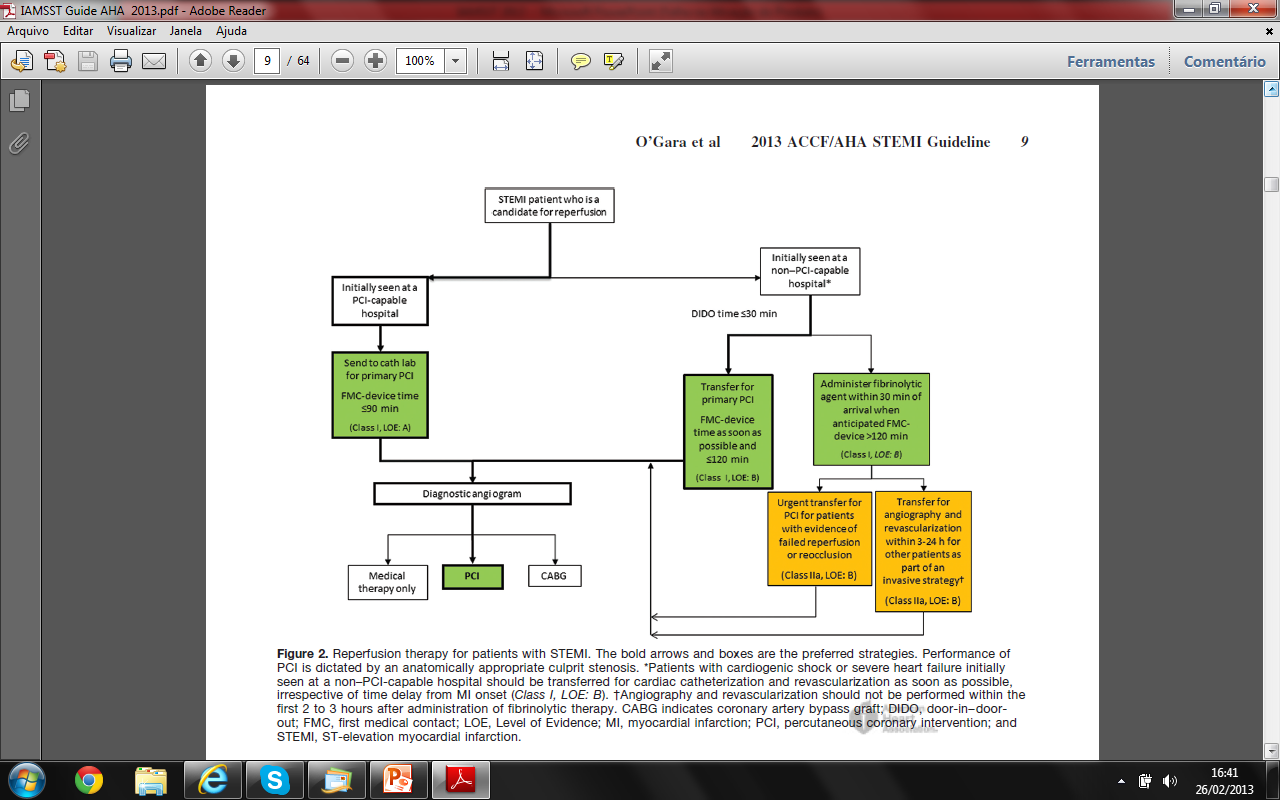 IAMSST Guide AHA 2013.pdf - Adobe Reader
Arquivo Editar Visualizar Janela Ajuda
9 / 64 100% Ferramentas Comentário
O'Gara et al 2013 ACCF/AHA STEMI Guideline 9
STEMI patient who is a
candidate for reperfusion
Initially seen at a
PCI-capable
hospital
Initially seen at a
non–PCI-capable
hospital*
DIDO time ≤30 min
Send to cath lab
for primary PCI
FMC-device time
≤90 min
(Class I, LOE: A)
Transfer for
primary PCI
FMC-device
time as soon as
possible and
≤120 min
(Class I, LOE: B)
Administer fibrinolytic
agent within 30 min of
arrival when
anticipated FMC-
device >120 min
(Class I, LOE: B)
Urgent transfer for
PCI for patients
with evidence of
failed reperfusion
or reocclusion
(Class IIa, LOE: B)
Transfer for
angiography and
revascularization
within 3-24 h for
other patients as
part of an
invasive strategy†
(Class IIa, LOE: B)
Diagnostic angiogram
Medical
therapy only
PCI
CABG
Figure 2. Reperfusion therapy for patients with STEMI. The bold arrows and boxes are the preferred strategies. Performance of
PCI is dictated by an anatomically appropriate culprit stenosis. *Patients with cardiogenic shock or severe heart failure initially
seen at a non–PCI-capable hospital should be transferred for cardiac catheterization and revascularization as soon as possible,
irrespective of time delay from MI onset (Class I, LOE: B). †Angiography and revascularization should not be performed within the
first 2 to 3 hours after administration of fibrinolytic therapy. CABG indicates coronary artery bypass graft; DIDO, door-in–door-
out; FMC, first medical contact; LOE, Level of Evidence; MI, myocardial infarction; PCI, percutaneous coronary intervention; and
STEMI, ST-elevation myocardial infarction.
16:41
26/02/2013